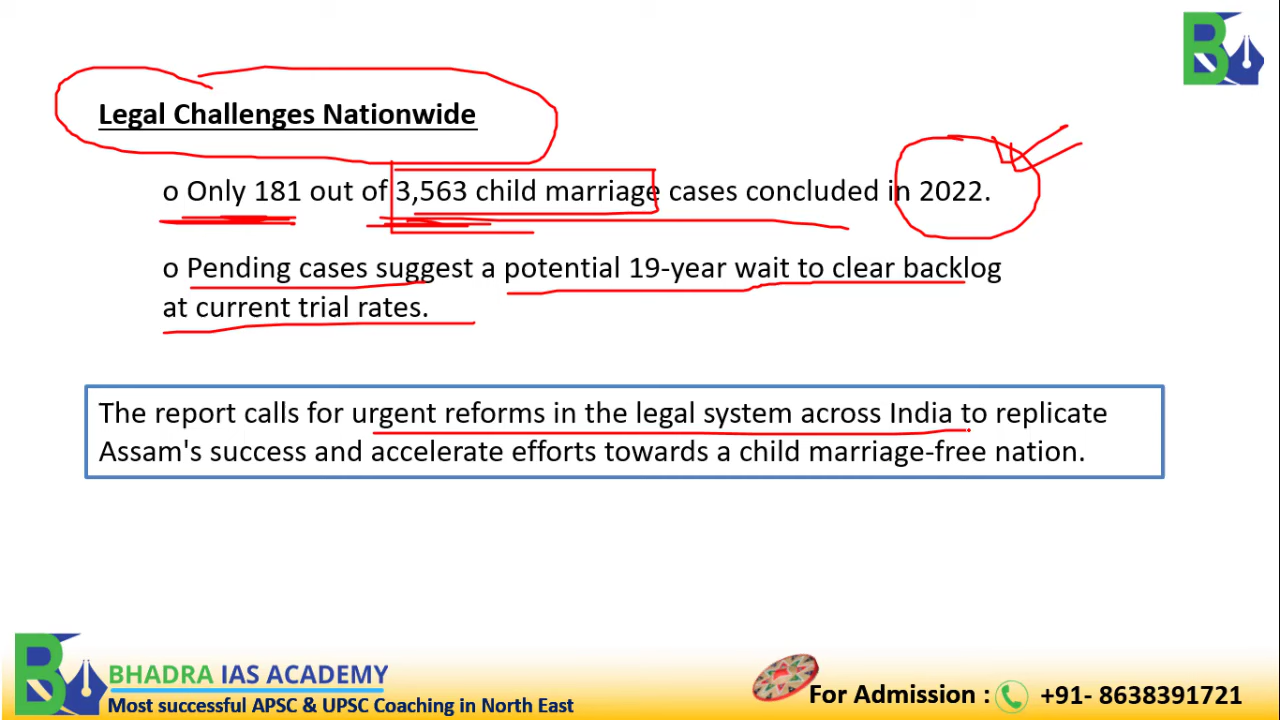 Legal Challenges Nationwide
o Only 181 out of 3,563 child marriage cases concluded in 2022.
o Pending cases suggest a potential 19-year wait to clear backlog
at current trial rates.
The report calls for urgent reforms in the legal system across India to replicate
Assam's success and accelerate efforts towards a child marriage-free nation.
BHADRA IAS ACADEMY
Most successful APSC & UPSC Coaching in North East
For Admission : +91- 8638391721